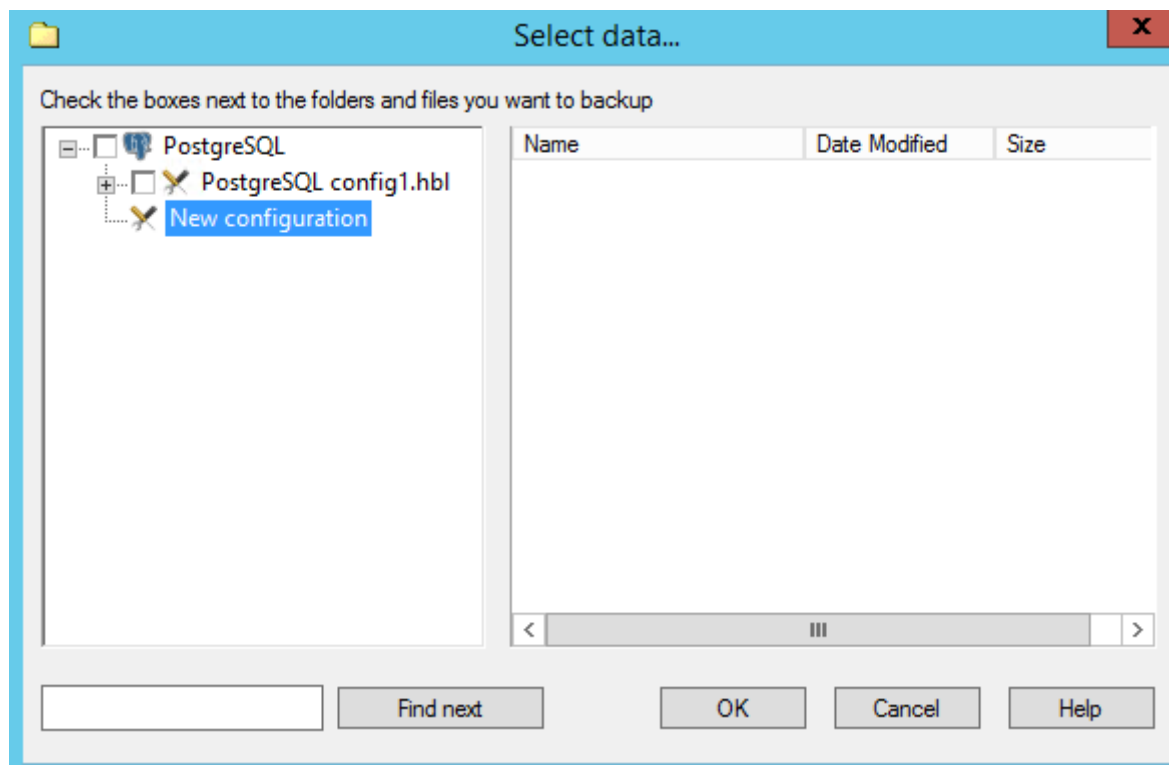 Select data...
x
Check the boxes next to the folders and files you want to backup
PostgreSQL
PostgreSQL config1.hbl
New configuration
Name Date Modified Size
Find next OK Cancel Help